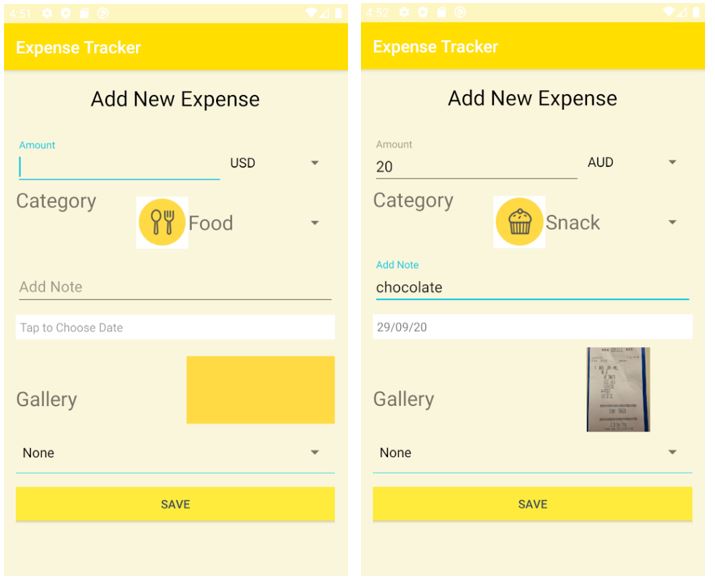 4:51
Expense Tracker
Add New Expense
Amount
USD
Category
Food
Add Note
Tap to Choose Date
Gallery
None
SAVE
4:52
Expense Tracker
Add New Expense
Amount
20
AUD
Category
Snack
Add Note
chocolate
29/09/20
Gallery
None
SAVE